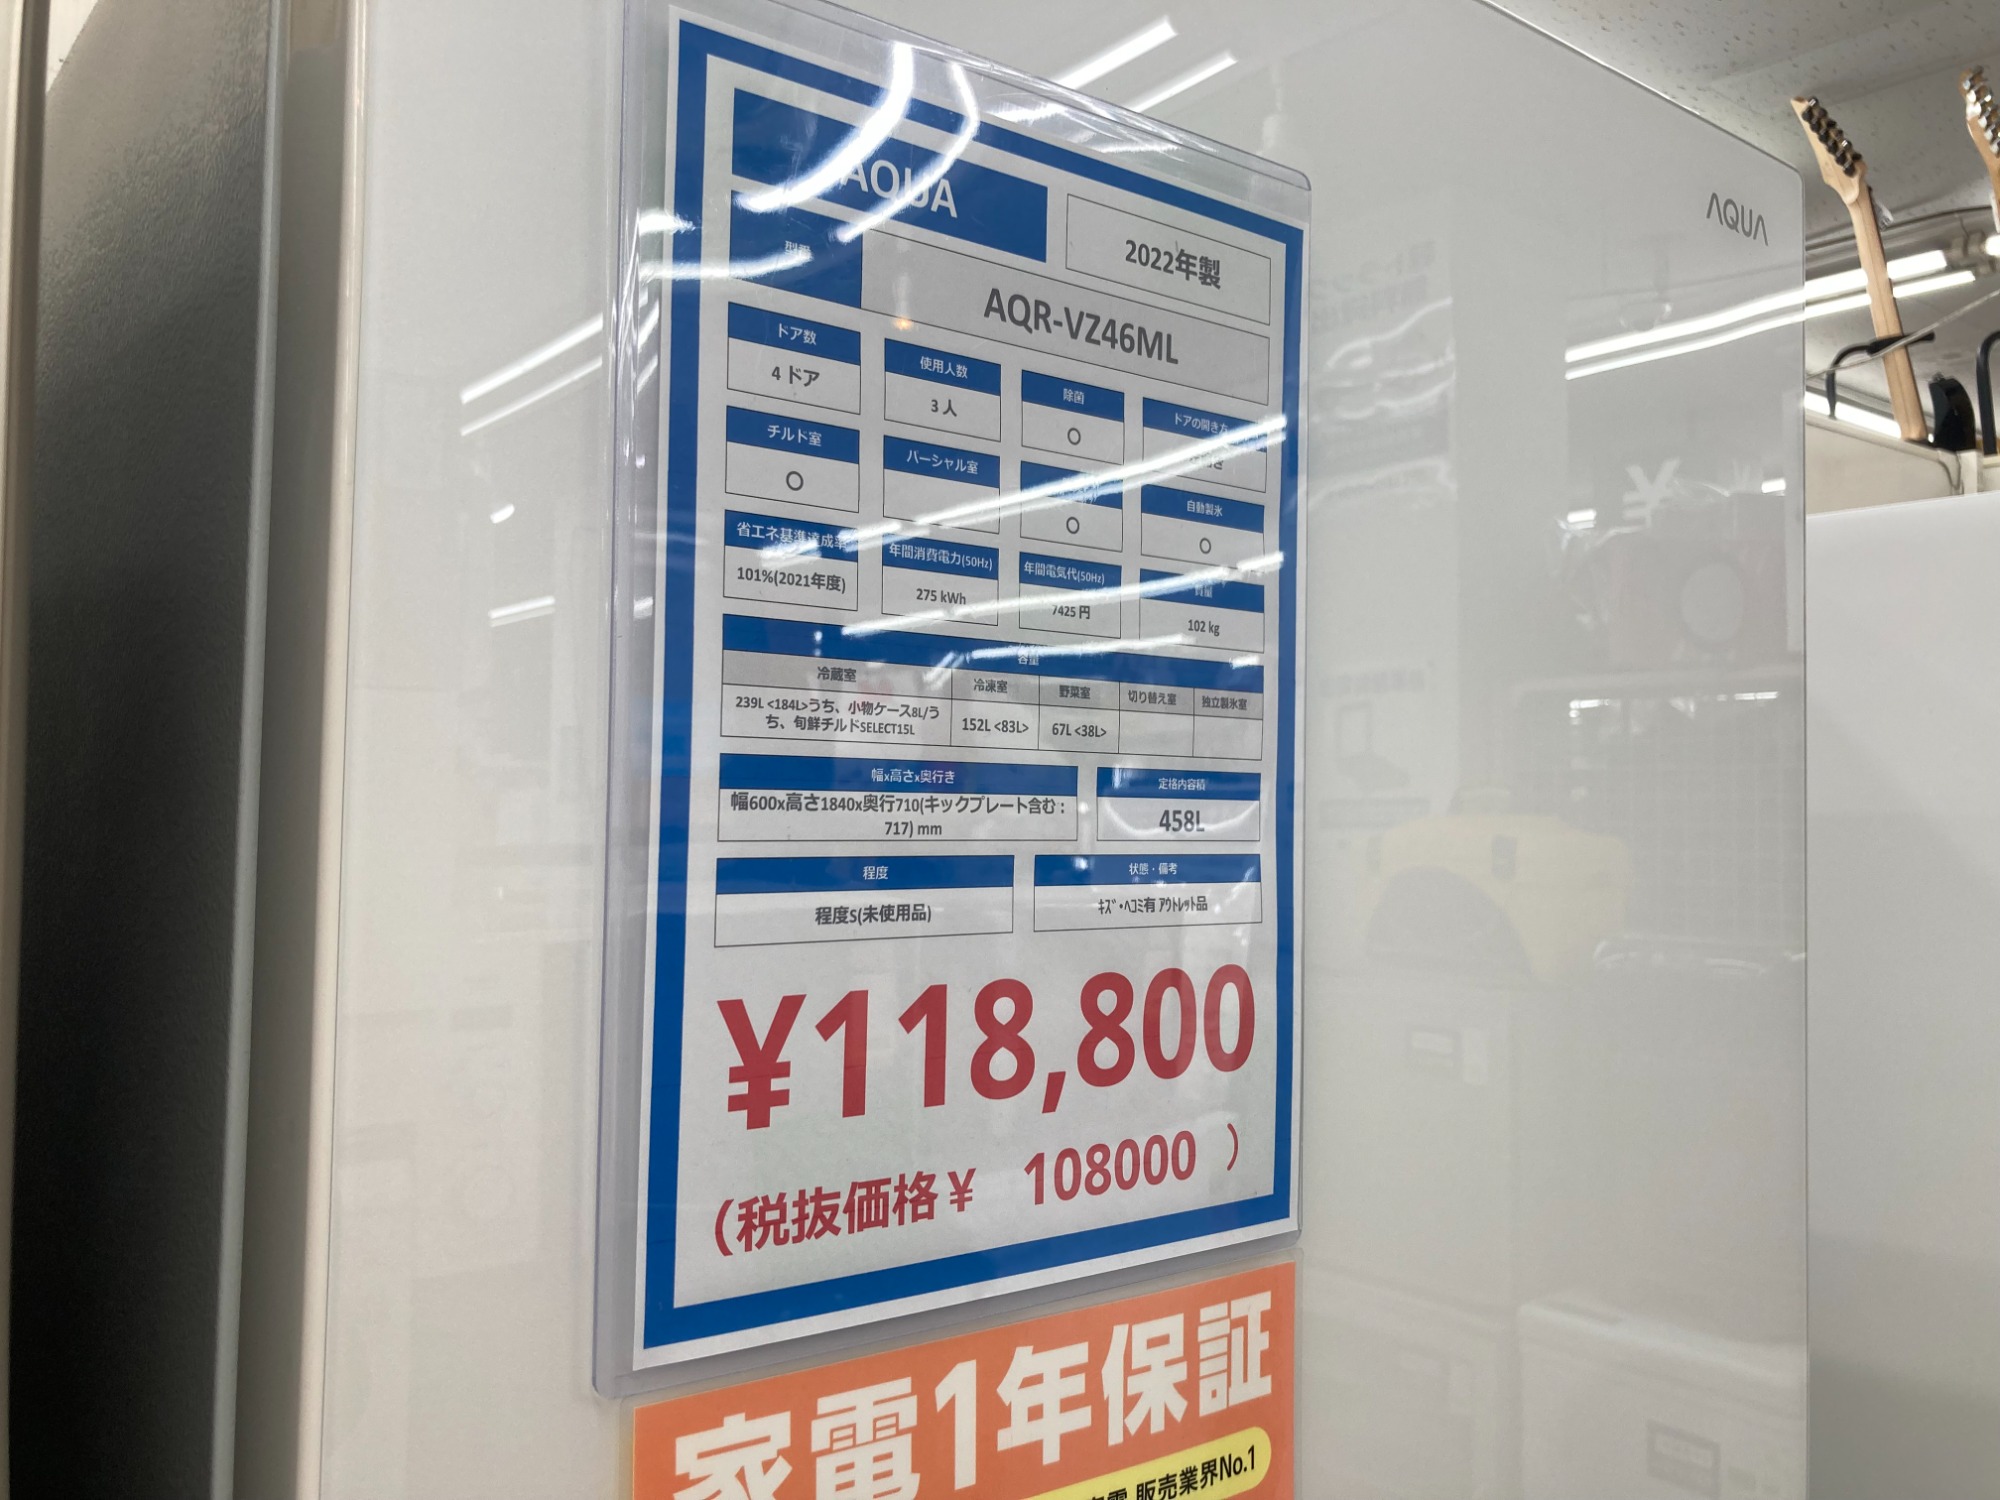 AQUA
2022年製
型番
AQR-VZ46ML
ドア数
4ドア
使用人数
3人
除菌
○
ドアの開き方
チルド室
○
パーシャル室
○
自動製氷
○
省エネ基準達成率
101%(2021年度)
年間消費電力(50Hz)
275 kWh
年間電気代(50Hz)
7425 円
質量
102 kg
容量
冷蔵室
冷凍室
野菜室
切り替え室
独立製氷室
239L <184L>うち、小物ケース8L/う
ち、旬鮮チルドSELECT15L
152L <83L>
67L <38L>
幅x高さx奥行き
幅600x高さ1840x奥行710(キックプレート含む：
717) mm
定格内容積
458L
程度
程度S(未使用品)
状態・備考
ｷｽﾞ・ﾍｺﾐ有 ｱｳﾄﾚｯﾄ品
¥118,800
(税抜価格¥ 108000 )
家電1年保証
販売業界No.1
AQUA